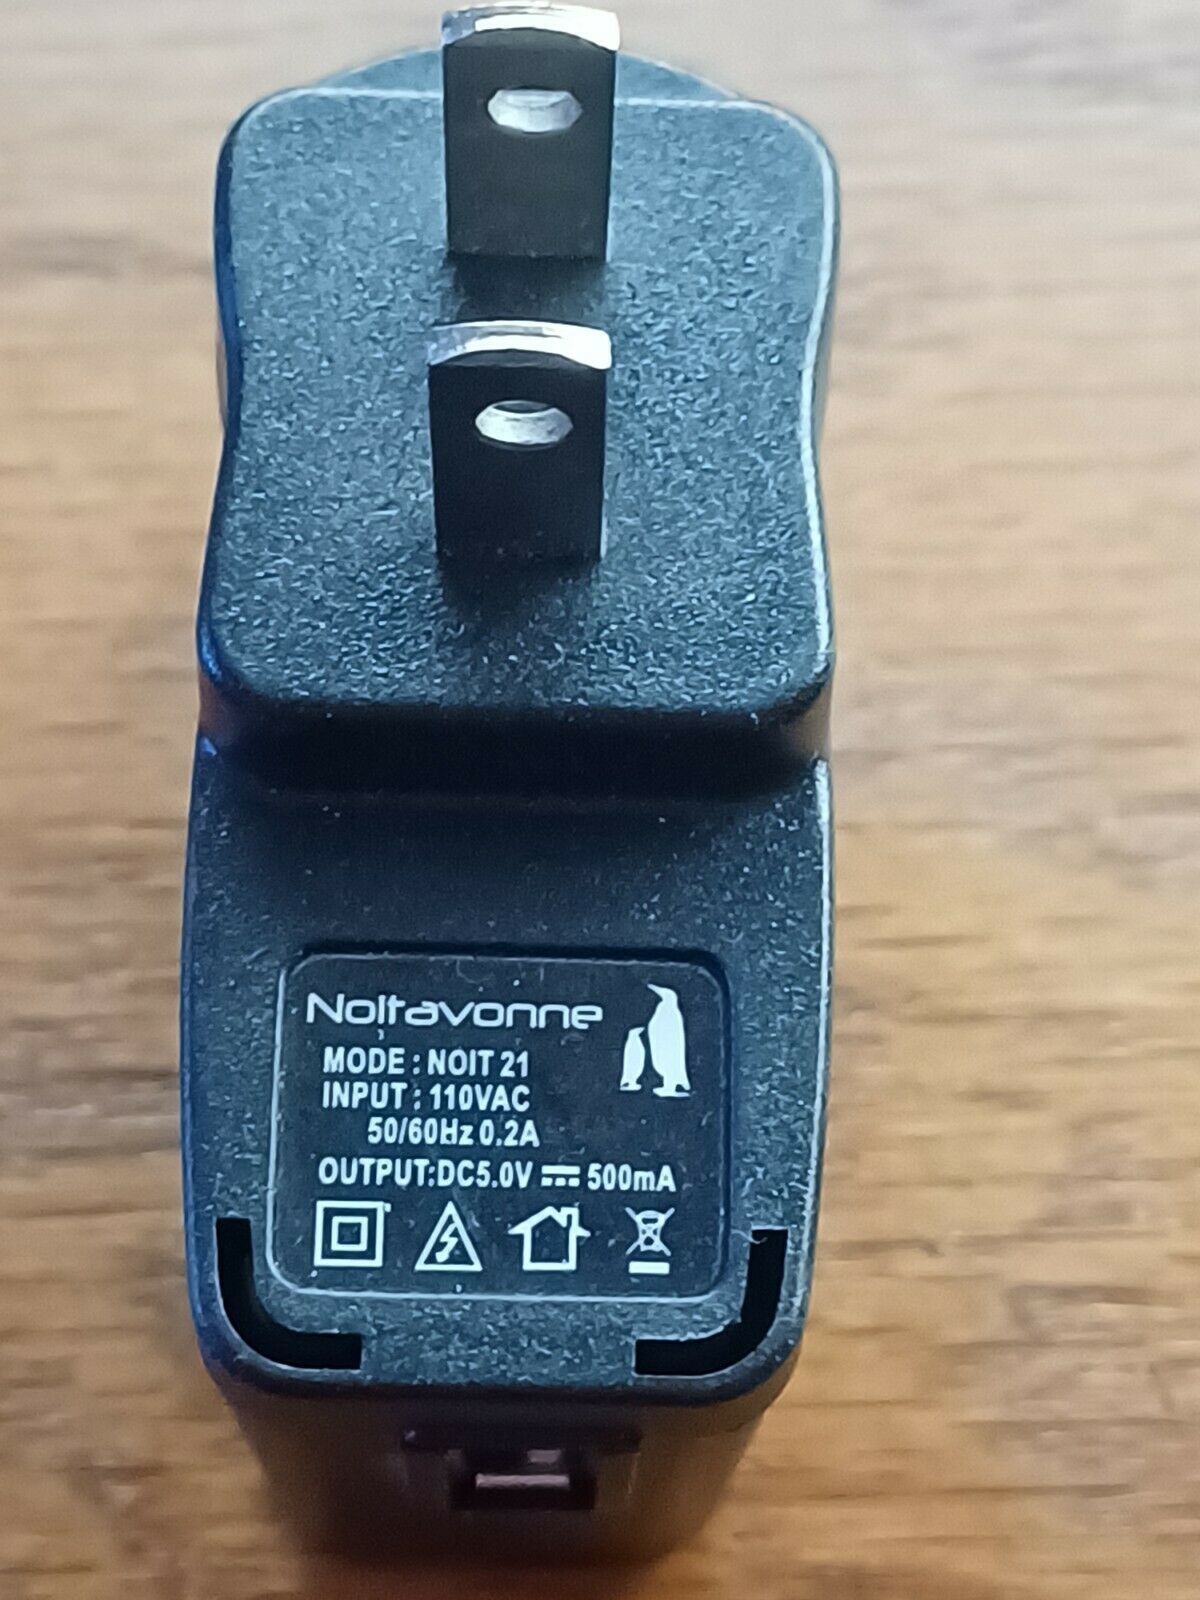 Noltavonne
MODE : NOIT 21
INPUT : 110VAC
50/60Hz 0.2A
OUTPUT:DC5.0V ⎓ 500mA